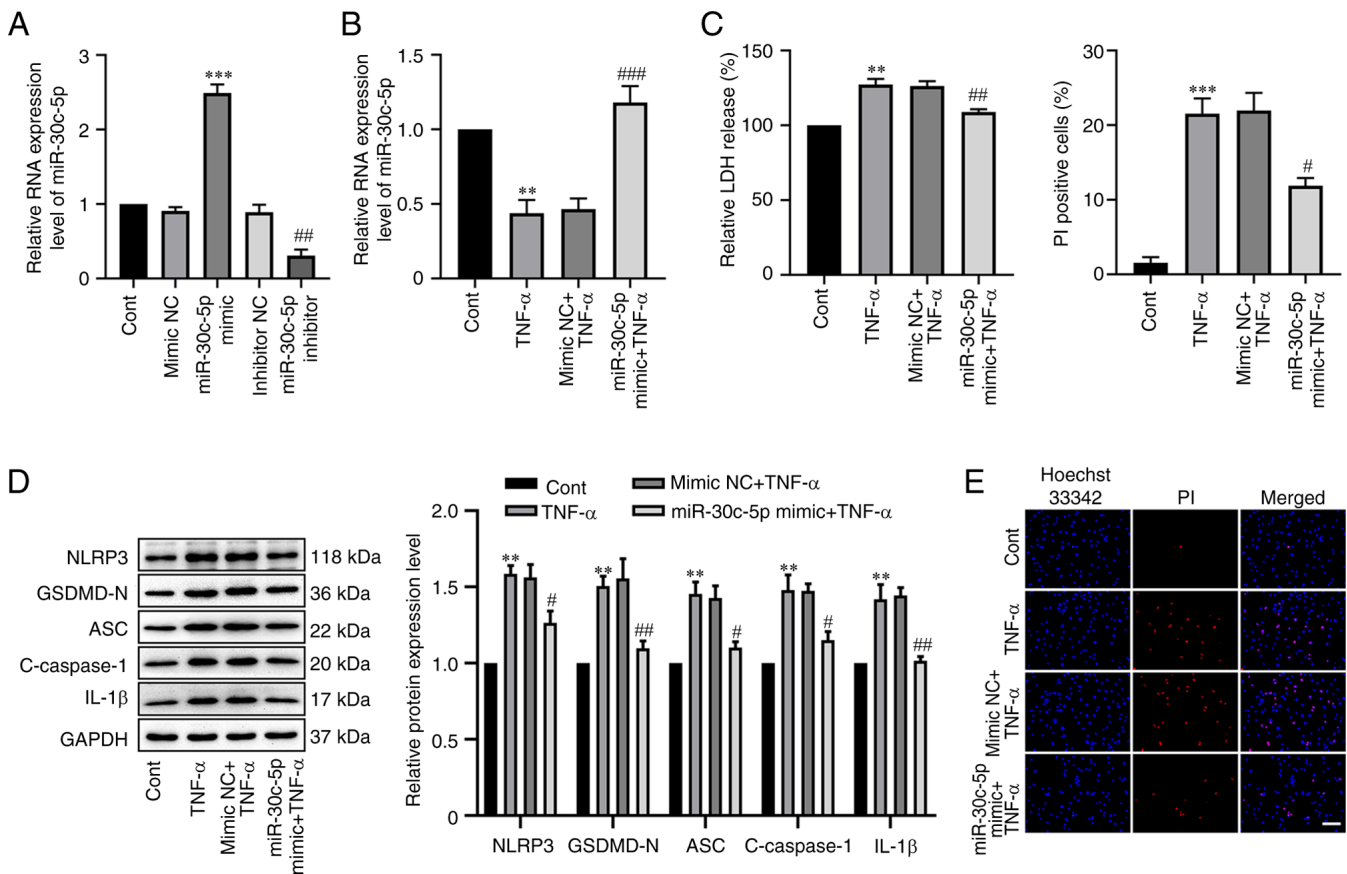 A
Relative RNA expression
level of miR-30c-5p
3
2
1
0
***
##
Cont
Mimic NC
miR-30c-5p
mimic
Inhibitor NC
miR-30c-5p
inhibitor
B
Relative RNA expression
level of miR-30c-5p
1.5
1.0
0.5
0
**
###
Cont
TNF-α
Mimic NC+
TNF-α
miR-30c-5p
mimic+TNF-α
C
Relative LDH release (%)
150
100
50
0
**
##
Cont
TNF-α
Mimic NC+
TNF-α
miR-30c-5p
mimic+TNF-α
PI positive cells (%)
30
20
10
0
***
#
Cont
TNF-α
Mimic NC+
TNF-α
miR-30c-5p
mimic+TNF-α
D
NLRP3 118 kDa
GSDMD-N 36 kDa
ASC 22 kDa
C-caspase-1 20 kDa
IL-1β 17 kDa
GAPDH 37 kDa
Cont
TNF-α
Mimic NC+
TNF-α
miR-30c-5p
mimic+TNF-α
Cont
Mimic NC+TNF-α
TNF-α
miR-30c-5p mimic+TNF-α
Relative protein expression level
2.0
1.5
1.0
0.5
0
**
#
**
##
**
#
**
#
**
##
NLRP3
GSDMD-N
ASC
C-caspase-1
IL-1β
E
Hoechst
33342
PI
Merged
Cont
TNF-α
Mimic NC+
TNF-α
miR-30c-5p
mimic+
TNF-α